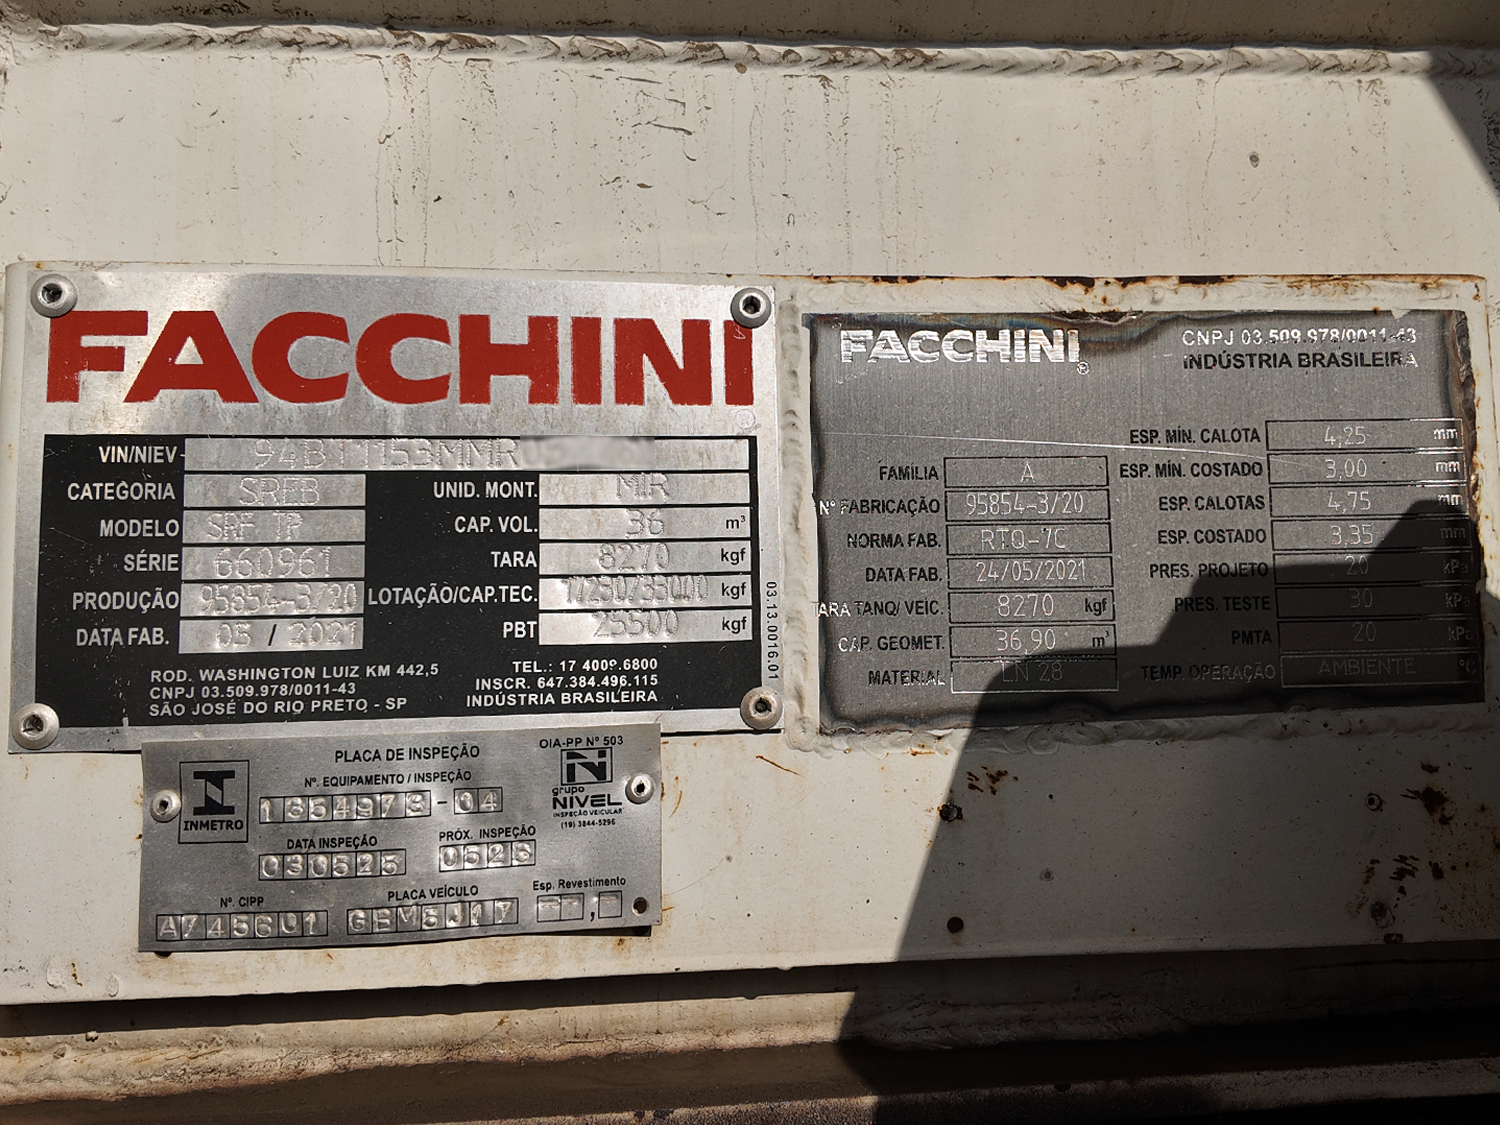 FACCHINI
VIN/NIEV 94BT1153MMR
CATEGORIA SREB
MODELO SRF TP
SÉRIE 660961
PRODUÇÃO 95854-3/20
DATA FAB. 05 / 2021
UNID. MONT. MR
CAP. VOL. 36 m³
TARA 8270 kgf
LOTAÇÃO/CAP.TEC. 17230/33000 kgf
PBT 25500 kgf
ROD. WASHINGTON LUIZ KM 442,5
CNPJ 03.509.978/0011-43
SÃO JOSÉ DO RIO PRETO - SP
TEL.: 17 4009.6800
INSCR. 647.384.496.115
INDÚSTRIA BRASILEIRA
03.13.0016.01
PLACA DE INSPEÇÃO
OIA-PP Nº 503
INMETRO
Nº. EQUIPAMENTO / INSPEÇÃO
1354973-04
grupo
NIVEL
INSPEÇÃO VEICULAR
(19) 3844-5296
DATA INSPEÇÃO
030525
PRÓX. INSPEÇÃO
0528
Nº. CIPP
A745601
PLACA VEÍCULO
GBM5J17
Esp. Revestimento
--,-
FACCHINI®
CNPJ 03.509.978/0011-43
INDÚSTRIA BRASILEIRA
FAMÍLIA A
Nº FABRICAÇÃO 95854-3/20
NORMA FAB. RTQ-7C
DATA FAB. 24/05/2021
TARA TANQ/ VEIC. 8270 kgf
CAP. GEOMET. 36,90 m³
MATERIAL LN 28
ESP. MÍN. CALOTA 4,25 mm
ESP. MÍN. COSTADO 3,00 mm
ESP. CALOTAS 4,75 mm
ESP. COSTADO 3,35 mm
PRES. PROJETO 20 kPa
PRES. TESTE 30 kPa
PMTA 20 kPa
TEMP. OPERAÇÃO AMBIENTE °C